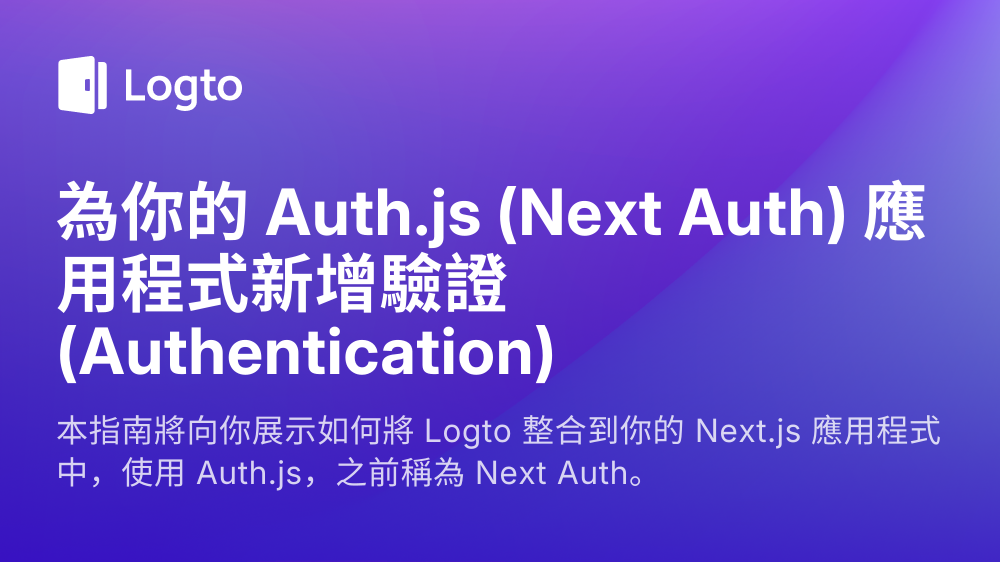 Logto
為你的 Auth.js (Next Auth) 應
用程式新增驗證
(Authentication)
本指南將向你展示如何將 Logto 整合到你的 Next.js 應用程式
中，使用 Auth.js，之前稱為 Next Auth。